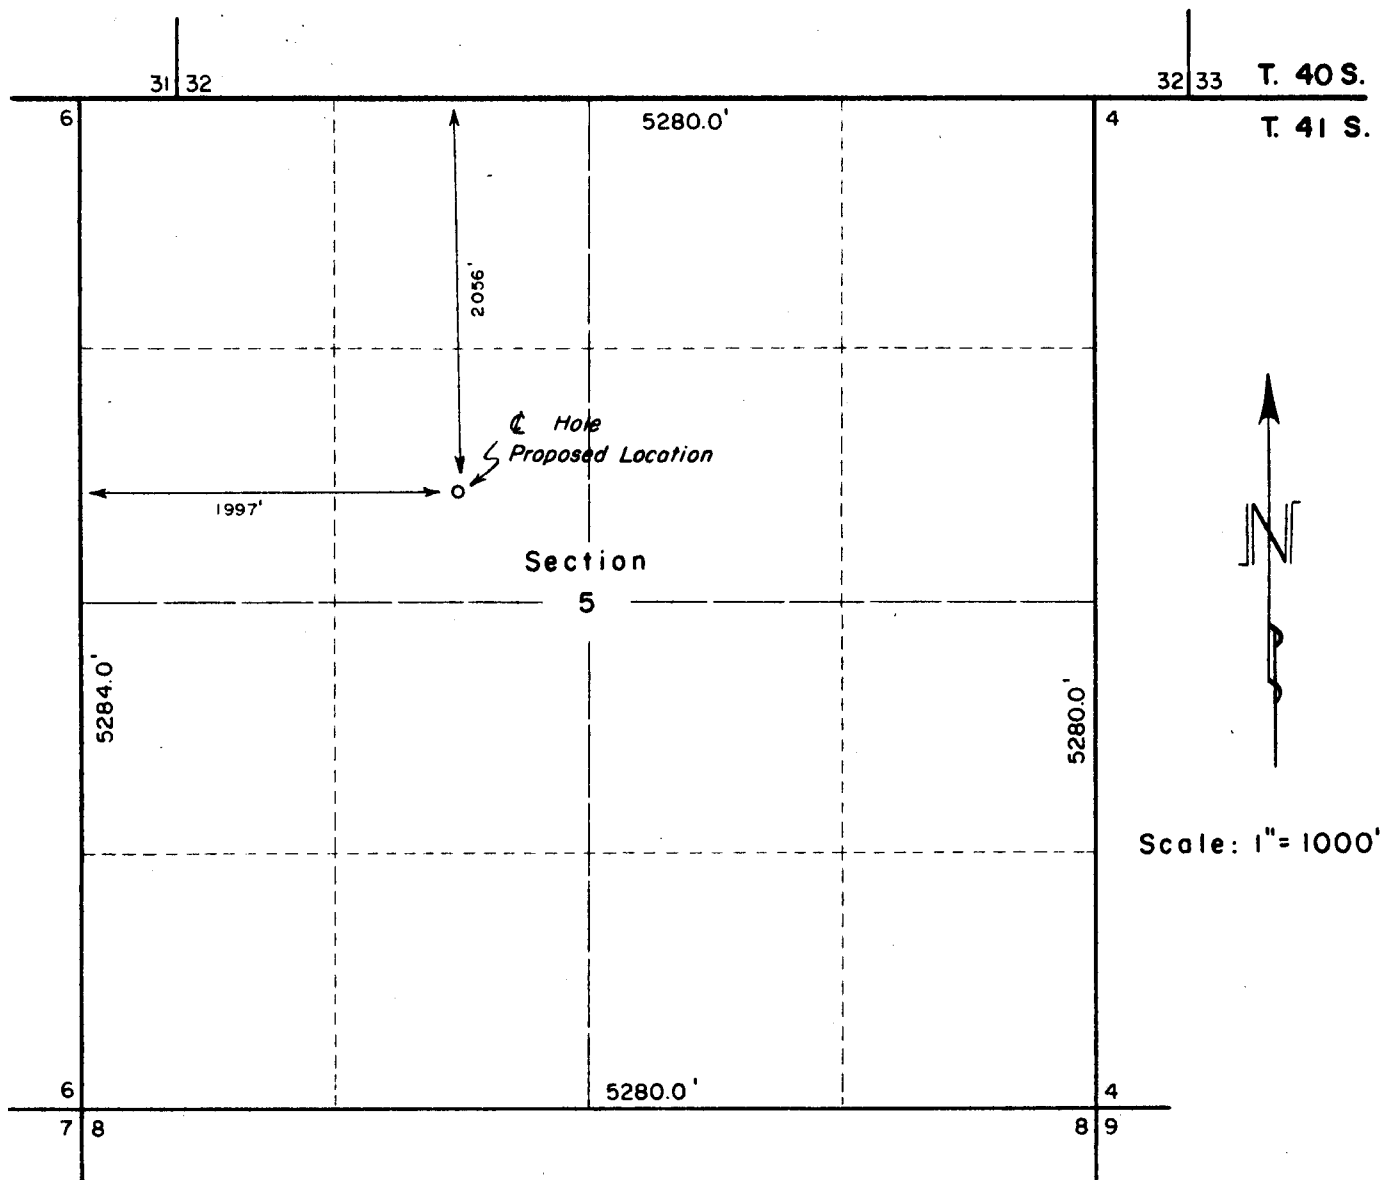 31 32
32 33 T. 40 S.
6
5280.0'
4
T. 41 S.
2056'
℄ Hole
Proposed Location
1997'
Section
5
N
5284.0'
5280.0'
Scale: 1"= 1000'
6
5280.0'
4
7 8
8 9